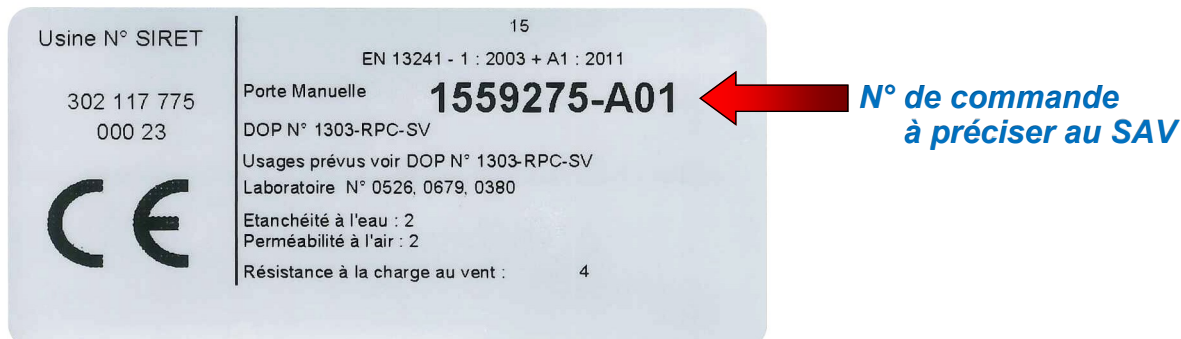 Usine N° SIRET
302 117 775
000 23
CE
15
EN 13241 - 1 : 2003 + A1 : 2011
Porte Manuelle 1559275-A01
DOP N° 1303-RPC-SV
Usages prévus voir DOP N° 1303-RPC-SV
Laboratoire N° 0526, 0679, 0380
Etanchéité à l'eau : 2
Perméabilité à l'air : 2
Résistance à la charge au vent : 4
N° de commande
à préciser au SAV